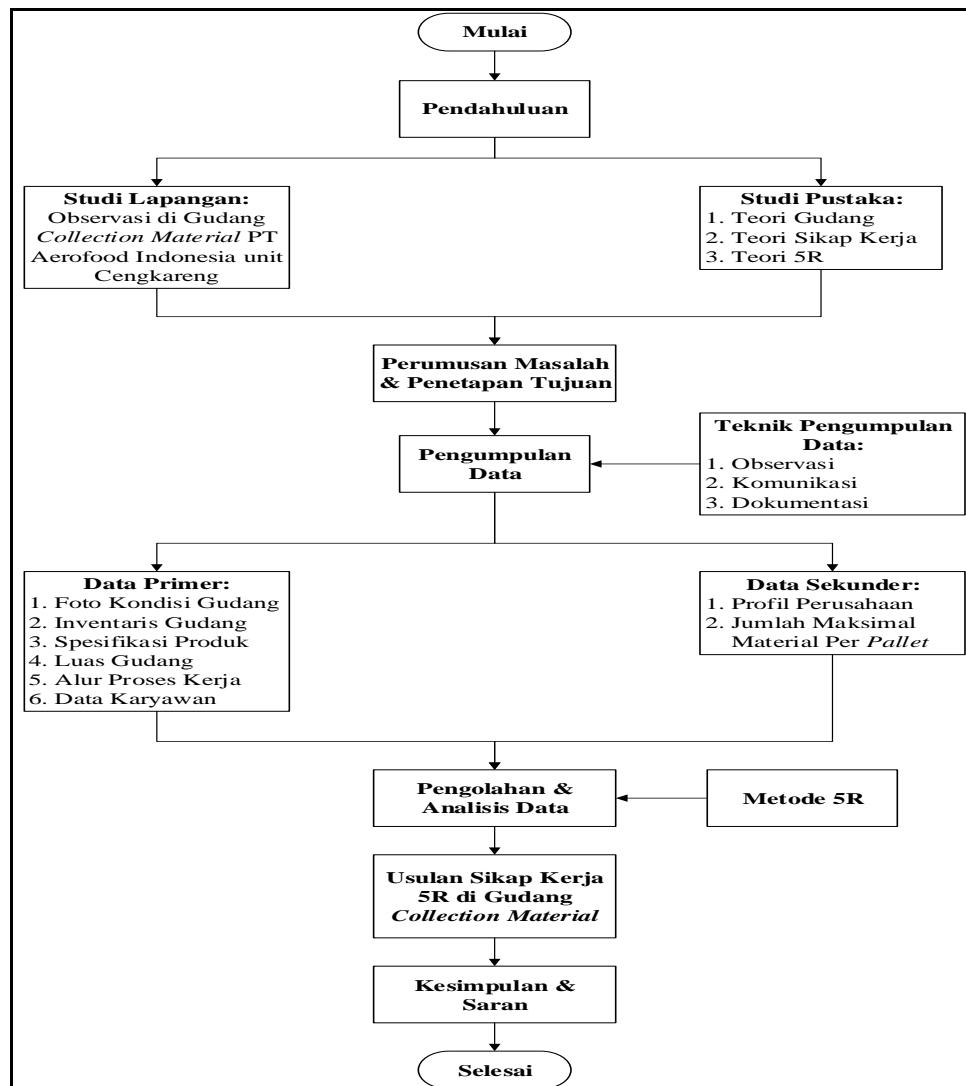 Mulai
Pendahuluan
Studi Lapangan:
Observasi di Gudang
Collection Material PT
Aerofood Indonesia unit
Cengkareng
Studi Pustaka:
1. Teori Gudang
2. Teori Sikap Kerja
3. Teori 5R
Perumusan Masalah
& Penetapan Tujuan
Pengumpulan
Data
Teknik Pengumpulan
Data:
1. Observasi
2. Komunikasi
3. Dokumentasi
Data Primer:
1. Foto Kondisi Gudang
2. Inventaris Gudang
3. Spesifikasi Produk
4. Luas Gudang
5. Alur Proses Kerja
6. Data Karyawan
Data Sekunder:
1. Profil Perusahaan
2. Jumlah Maksimal
Material Per Pallet
Pengolahan &
Analisis Data
Metode 5R
Usulan Sikap Kerja
5R di Gudang
Collection Material
Kesimpulan &
Saran
Selesai